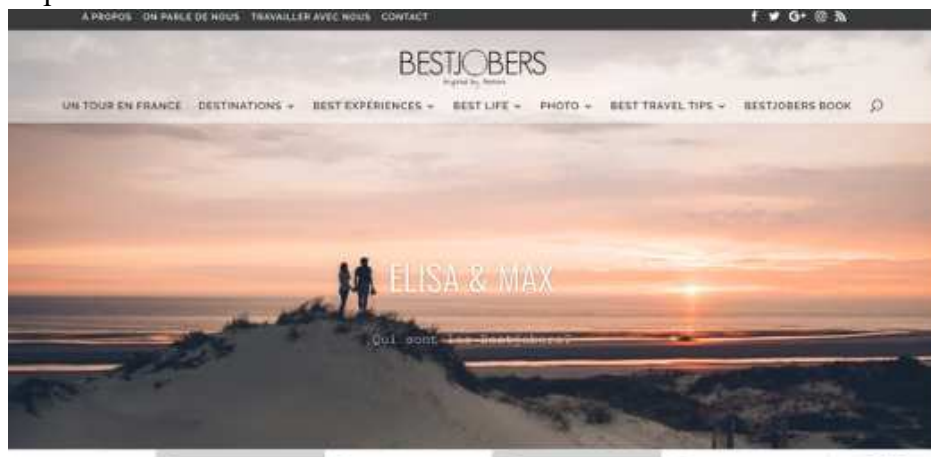 À PROPOS ON PARLE DE NOUS TRAVAILLER AVEC NOUS CONTACT
BESTJOBERS
UN TOUR EN FRANCE DESTINATIONS BEST EXPÉRIENCES BEST LIFE PHOTO BEST TRAVEL TIPS BESTJOBERS BOOK
ELISA & MAX
Qui sont les Bestjobers?